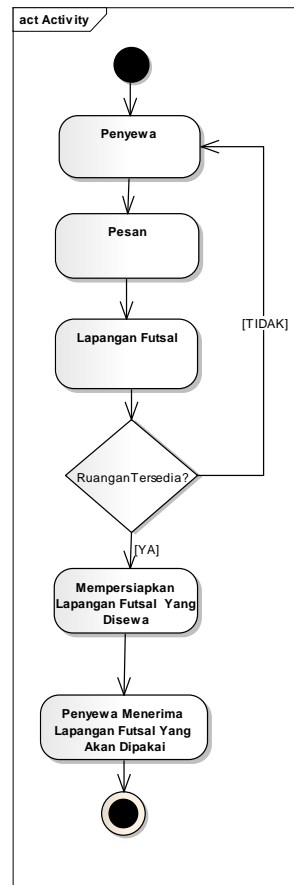 act Activity
Penyewa
Pesan
Lapangan Futsal
[TIDAK]
RuanganTersedia?
[YA]
Mempersiapkan
Lapangan Futsal Yang
Disewa
Penyewa Menerima
Lapangan Futsal Yang
Akan Dipakai